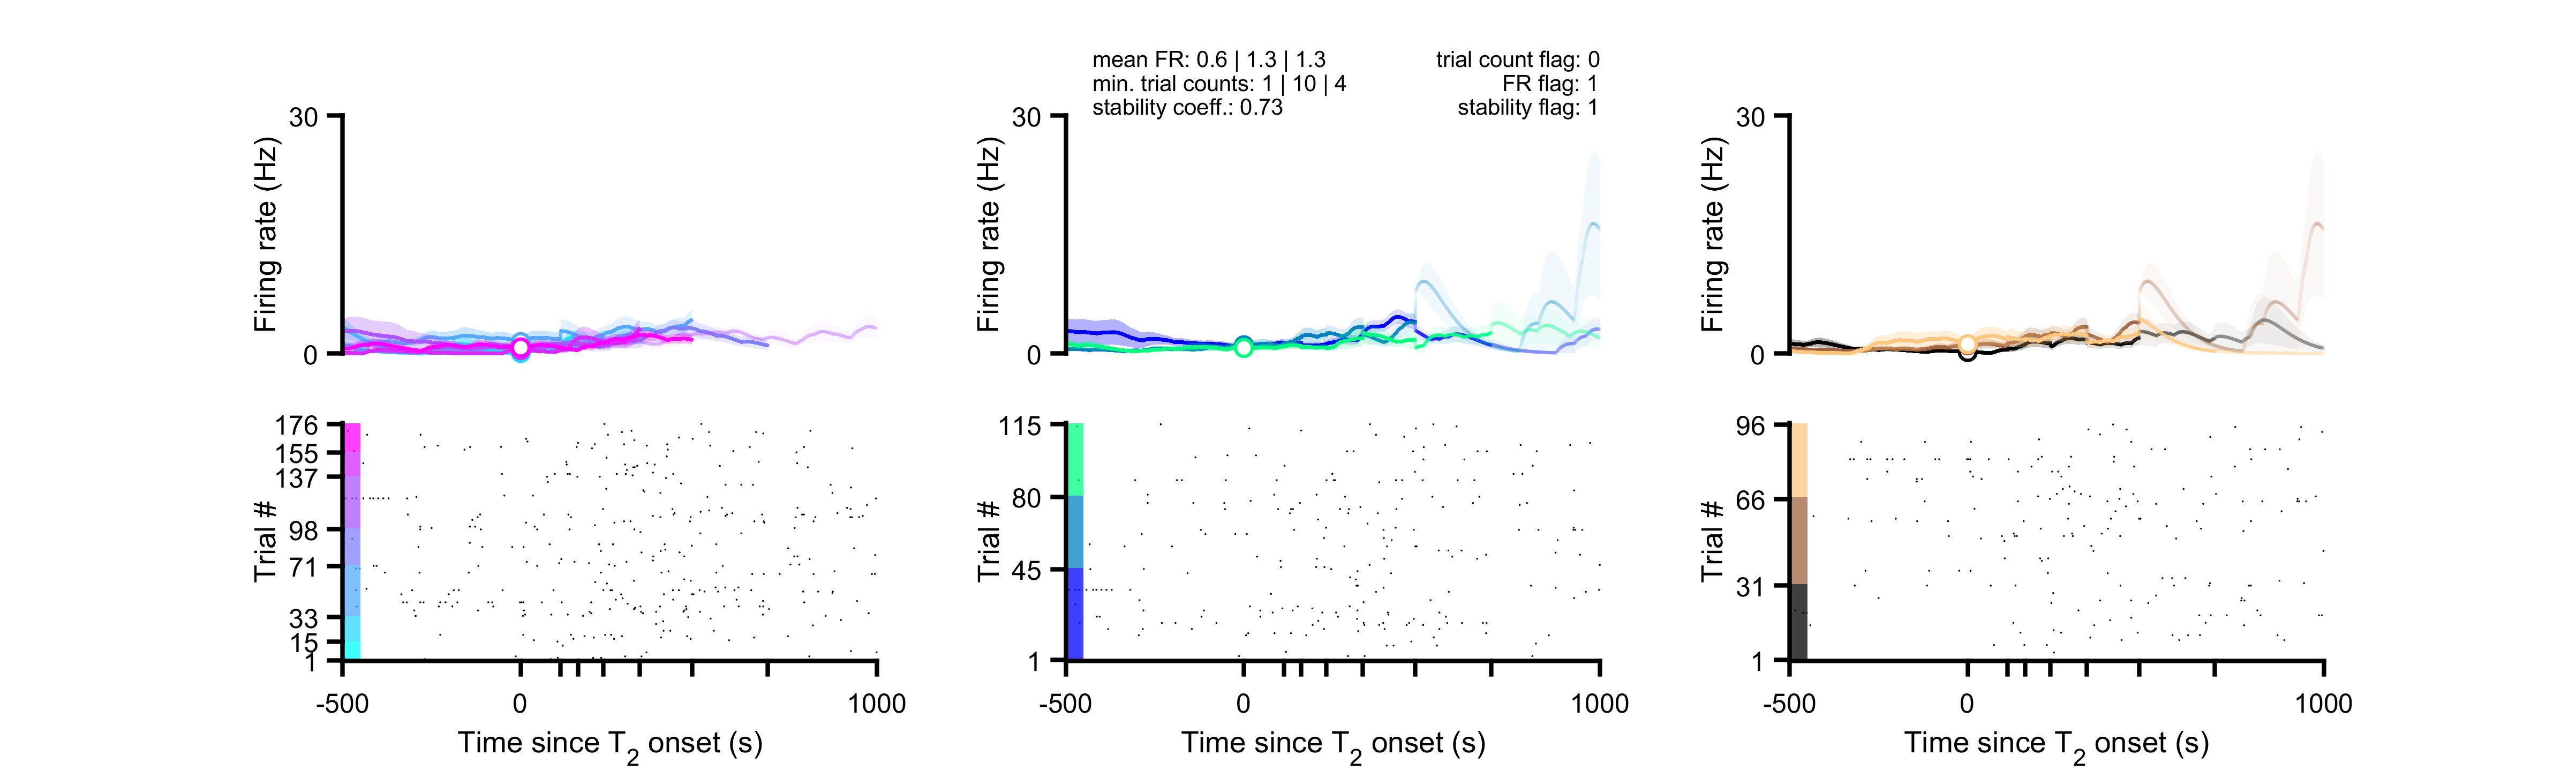 mean FR: 0.6 | 1.3 | 1.3
trial count flag: 0
min. trial counts: 1 | 10 | 4
FR flag: 1
stability coeff.: 0.73
stability flag: 1
30
0
Firing rate (Hz)
30
0
Firing rate (Hz)
30
0
Firing rate (Hz)
176
155
137
98
71
33
15
1
Trial #
-500
0
1000
Time since T2 onset (s)
115
80
45
1
Trial #
-500
0
1000
Time since T2 onset (s)
96
66
31
1
Trial #
-500
0
1000
Time since T2 onset (s)